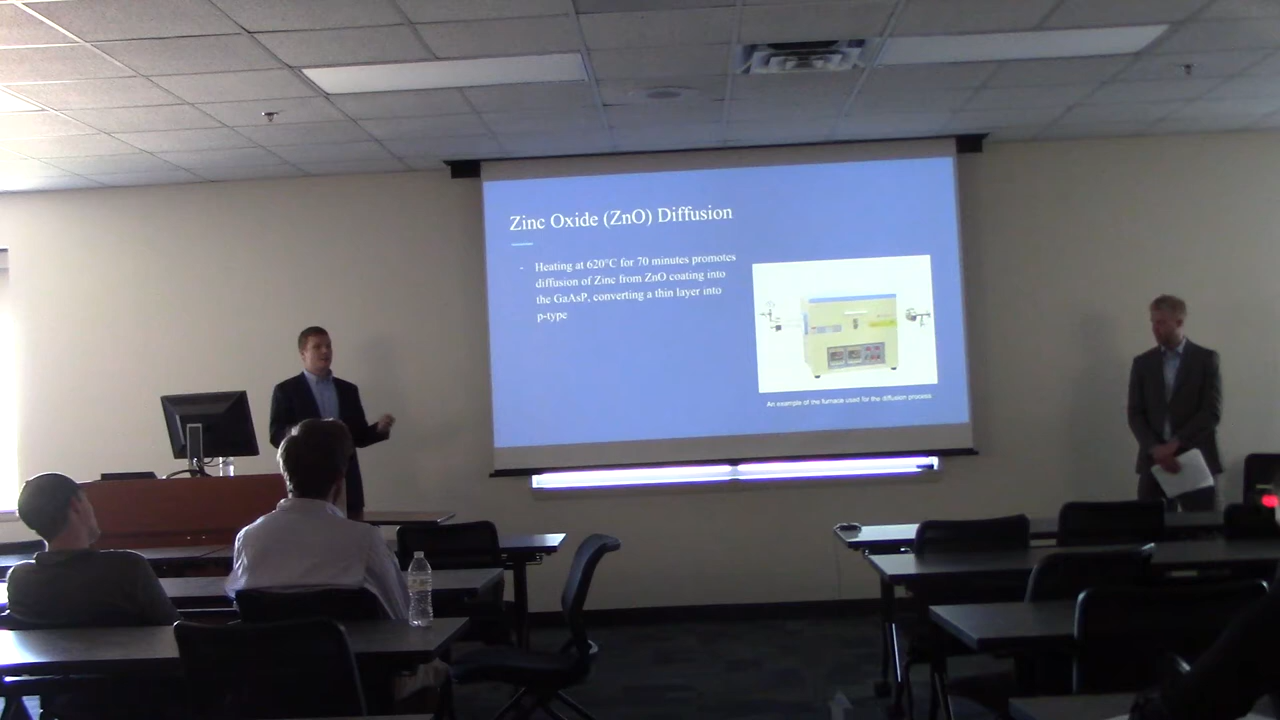 Zinc Oxide (ZnO) Diffusion
- Heating at 620°C for 70 minutes promotes
diffusion of Zinc from ZnO coating into
the GaAsP, converting a thin layer into
p-type
An example of the furnace used for the diffusion process